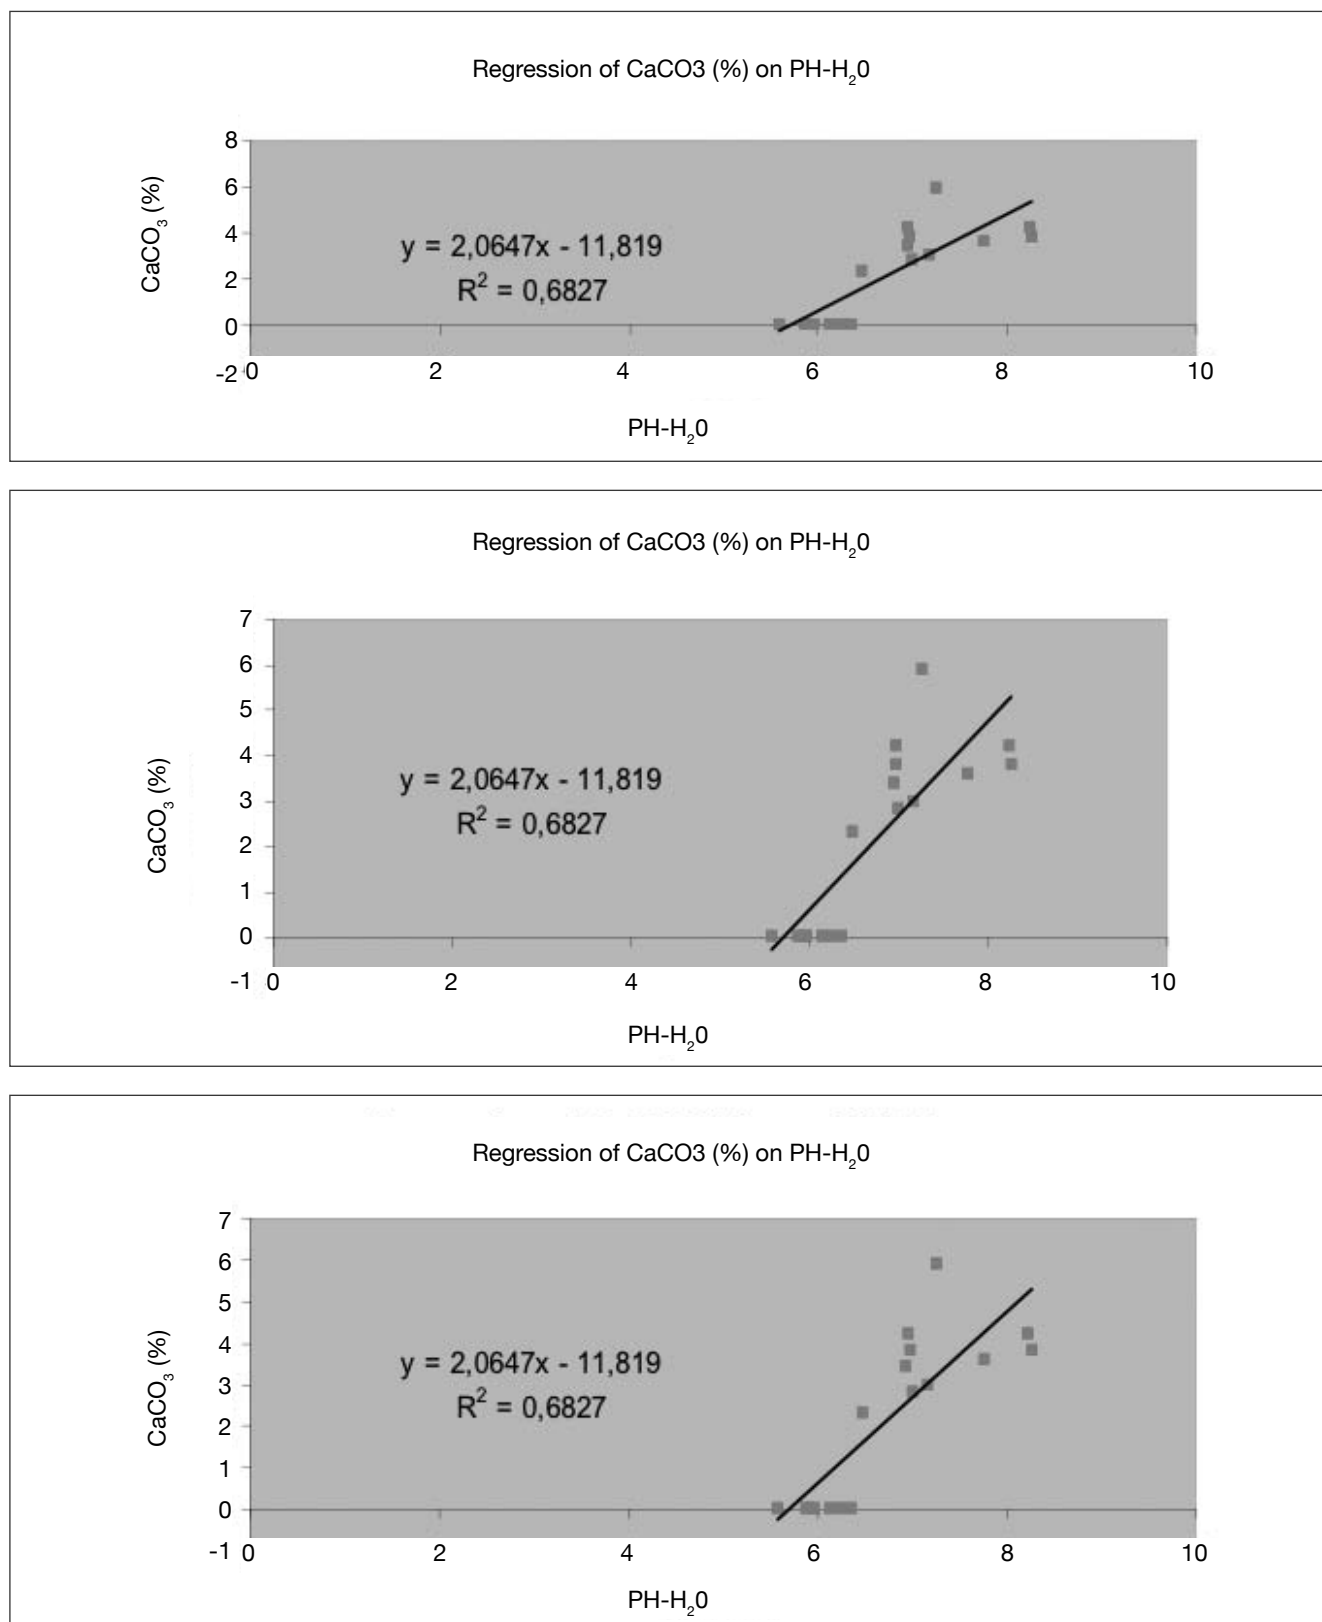 Regression of CaCO3 (%) on PH-H₂0
8
6
4
2
0
-2
CaCO₃ (%)
y = 2,0647x - 11,819
R² = 0,6827
0 2 4 6 8 10
PH-H₂0
Regression of CaCO3 (%) on PH-H₂0
7
6
5
4
3
2
1
0
-1
CaCO₃ (%)
y = 2,0647x - 11,819
R² = 0,6827
0 2 4 6 8 10
PH-H₂0
Regression of CaCO3 (%) on PH-H₂0
7
6
5
4
3
2
1
0
-1
CaCO₃ (%)
y = 2,0647x - 11,819
R² = 0,6827
0 2 4 6 8 10
PH-H₂0